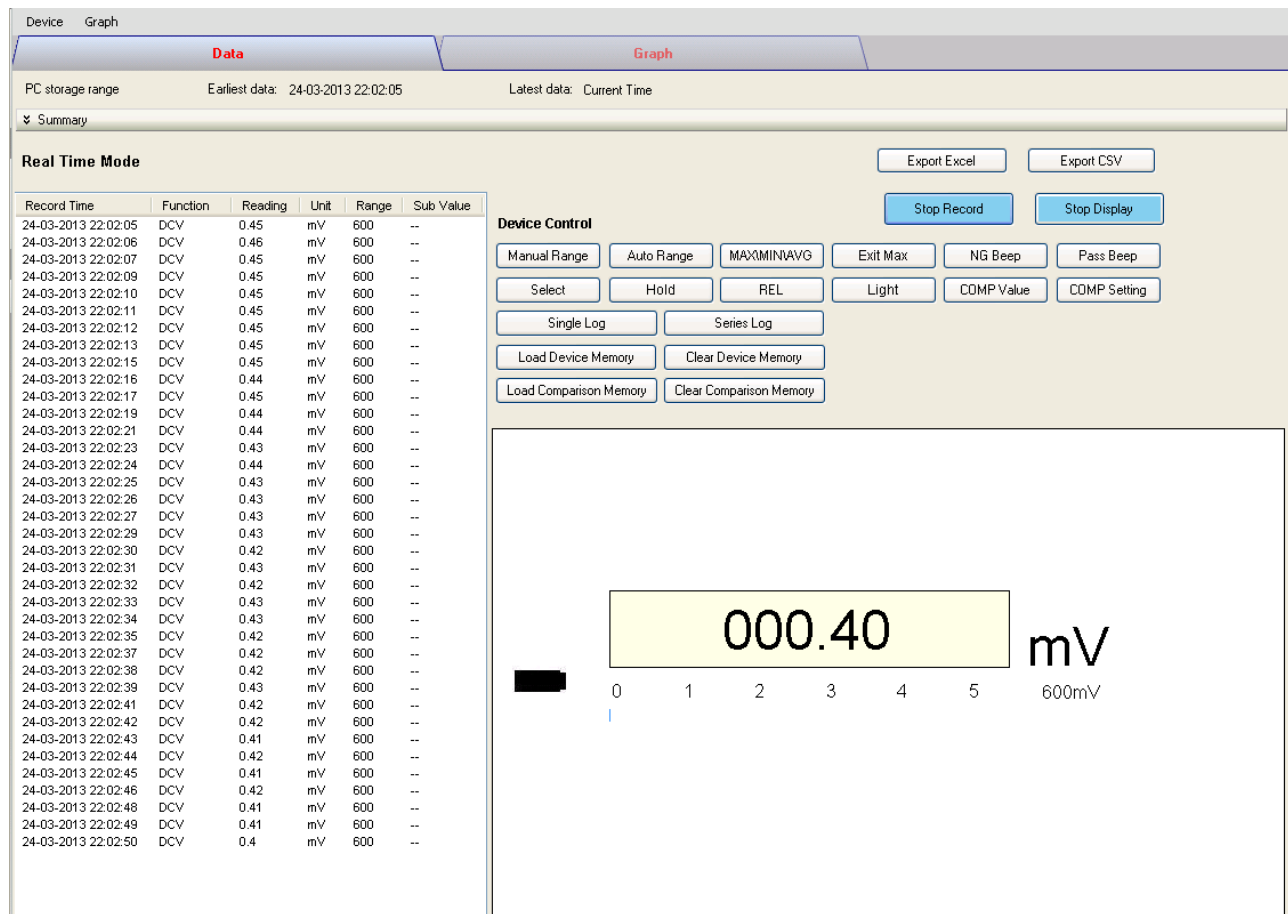 Device Graph
Data Graph
PC storage range Earliest data: 24-03-2013 22:02:05 Latest data: Current Time
Summary
Real Time Mode
Export Excel Export CSV
Stop Record Stop Display
Record Time Function Reading Unit Range Sub Value
24-03-2013 22:02:05 DCV 0.45 mV 600 --
24-03-2013 22:02:06 DCV 0.46 mV 600 --
24-03-2013 22:02:07 DCV 0.45 mV 600 --
24-03-2013 22:02:09 DCV 0.45 mV 600 --
24-03-2013 22:02:10 DCV 0.45 mV 600 --
24-03-2013 22:02:11 DCV 0.45 mV 600 --
24-03-2013 22:02:12 DCV 0.45 mV 600 --
24-03-2013 22:02:13 DCV 0.45 mV 600 --
24-03-2013 22:02:15 DCV 0.45 mV 600 --
24-03-2013 22:02:16 DCV 0.44 mV 600 --
24-03-2013 22:02:17 DCV 0.45 mV 600 --
24-03-2013 22:02:19 DCV 0.44 mV 600 --
24-03-2013 22:02:21 DCV 0.44 mV 600 --
24-03-2013 22:02:23 DCV 0.43 mV 600 --
24-03-2013 22:02:24 DCV 0.44 mV 600 --
24-03-2013 22:02:25 DCV 0.43 mV 600 --
24-03-2013 22:02:26 DCV 0.43 mV 600 --
24-03-2013 22:02:27 DCV 0.43 mV 600 --
24-03-2013 22:02:29 DCV 0.43 mV 600 --
24-03-2013 22:02:30 DCV 0.42 mV 600 --
24-03-2013 22:02:31 DCV 0.43 mV 600 --
24-03-2013 22:02:32 DCV 0.42 mV 600 --
24-03-2013 22:02:33 DCV 0.43 mV 600 --
24-03-2013 22:02:34 DCV 0.43 mV 600 --
24-03-2013 22:02:35 DCV 0.42 mV 600 --
24-03-2013 22:02:37 DCV 0.42 mV 600 --
24-03-2013 22:02:38 DCV 0.42 mV 600 --
24-03-2013 22:02:39 DCV 0.43 mV 600 --
24-03-2013 22:02:41 DCV 0.42 mV 600 --
24-03-2013 22:02:42 DCV 0.42 mV 600 --
24-03-2013 22:02:43 DCV 0.41 mV 600 --
24-03-2013 22:02:44 DCV 0.42 mV 600 --
24-03-2013 22:02:45 DCV 0.41 mV 600 --
24-03-2013 22:02:46 DCV 0.42 mV 600 --
24-03-2013 22:02:48 DCV 0.41 mV 600 --
24-03-2013 22:02:49 DCV 0.41 mV 600 --
24-03-2013 22:02:50 DCV 0.4 mV 600 --
Device Control
Manual Range Auto Range MAX\MIN\AVG Exit Max NG Beep Pass Beep
Select Hold REL Light COMP Value COMP Setting
Single Log Series Log
Load Device Memory Clear Device Memory
Load Comparison Memory Clear Comparison Memory
000.40 mV
0 1 2 3 4 5 600mV